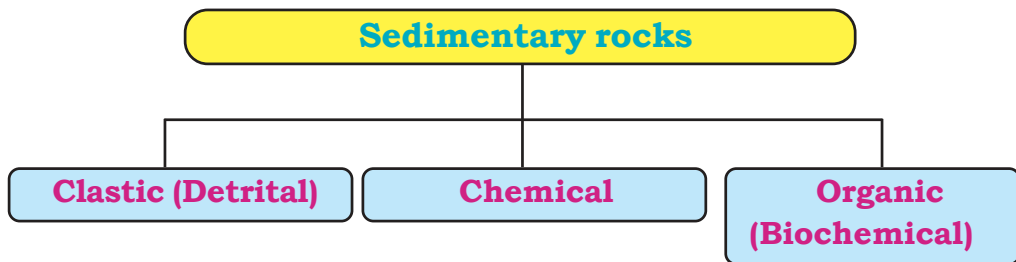 Sedimentary rocks
Clastic (Detrital)
Chemical
Organic
(Biochemical)